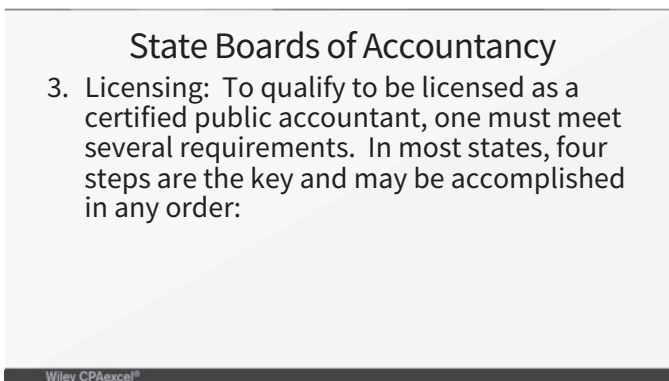 State Boards of Accountancy
3. Licensing: To qualify to be licensed as a
certified public accountant, one must meet
several requirements. In most states, four
steps are the key and may be accomplished
in any order:
Wiley CPAexcel®